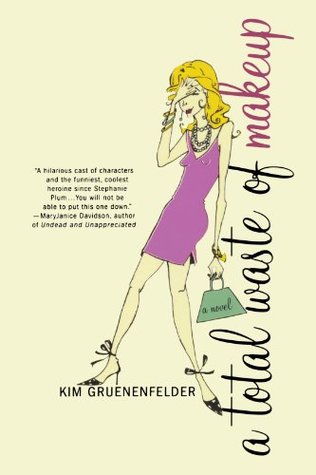 a total waste of makeup
"A hilarious cast of characters
and the funniest, coolest
heroine since Stephanie
Plum...You will not be
able to put this one down."
—MaryJanice Davidson, author
of Undead and Unappreciated
a novel
KIM GRUENENFELDER